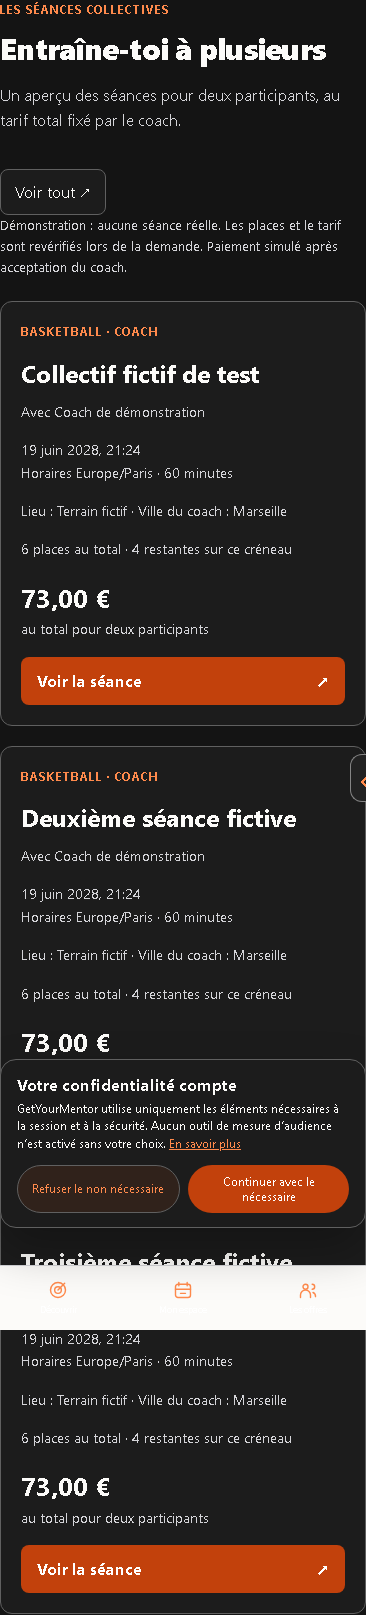 LES SÉANCES COLLECTIVES
Entraîne-toi à plusieurs
Un aperçu des séances pour deux participants, au
tarif total fixé par le coach.
Voir tout ↗
Démonstration : aucune séance réelle. Les places et le tarif
sont revérifiés lors de la demande. Paiement simulé après
acceptation du coach.
BASKETBALL · COACH
Collectif fictif de test
Avec Coach de démonstration
19 juin 2028, 21:24
Horaires Europe/Paris · 60 minutes
Lieu : Terrain fictif · Ville du coach : Marseille
6 places au total · 4 restantes sur ce créneau
73,00 €
au total pour deux participants
Voir la séance ↗
BASKETBALL · COACH
Deuxième séance fictive
Avec Coach de démonstration
19 juin 2028, 21:24
Horaires Europe/Paris · 60 minutes
Lieu : Terrain fictif · Ville du coach : Marseille
6 places au total · 4 restantes sur ce créneau
73,00 €
Votre confidentialité compte
GetYourMentor utilise uniquement les éléments nécessaires à
la session et à la sécurité. Aucun outil de mesure d’audience
n’est activé sans votre choix. En savoir plus
Refuser le non nécessaire
Continuer avec le
nécessaire
Troisième séance fictive
19 juin 2028, 21:24
Horaires Europe/Paris · 60 minutes
Lieu : Terrain fictif · Ville du coach : Marseille
6 places au total · 4 restantes sur ce créneau
73,00 €
au total pour deux participants
Voir la séance ↗